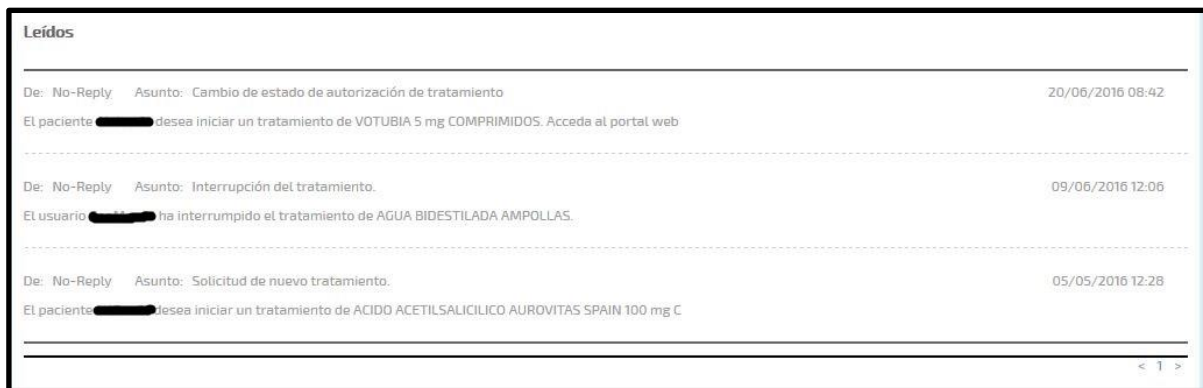 Leídos
De: No-Reply Asunto: Cambio de estado de autorización de tratamiento 20/06/2016 08:42
El paciente desea iniciar un tratamiento de VOTUBIA 5 mg COMPRIMIDOS. Acceda al portal web
De: No-Reply Asunto: Interrupción del tratamiento. 09/06/2016 12:06
El usuario ha interrumpido el tratamiento de AGUA BIDESTILADA AMPOLLAS.
De: No-Reply Asunto: Solicitud de nuevo tratamiento. 05/05/2016 12:28
El paciente desea iniciar un tratamiento de ACIDO ACETILSALICILICO AUROVITAS SPAIN 100 mg C
< 1 >